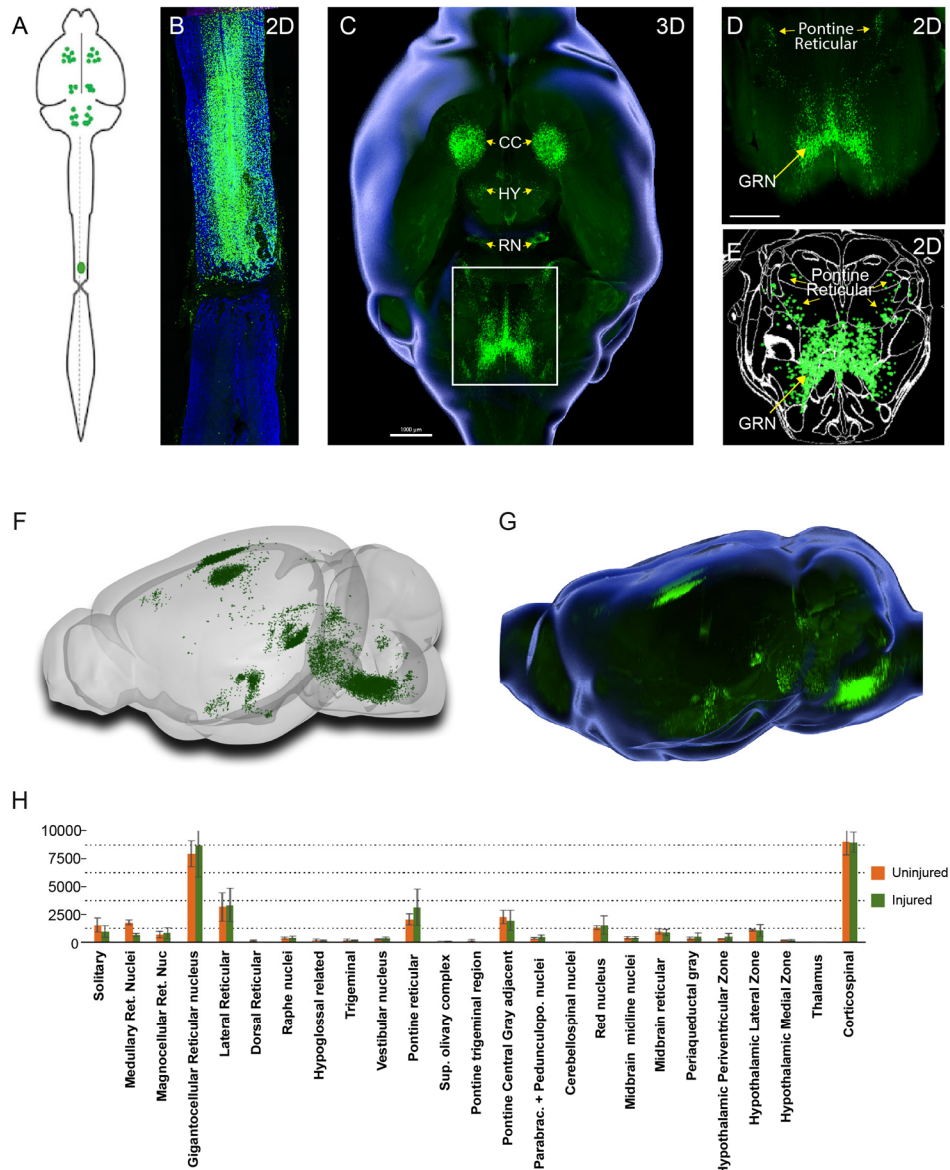 A
B
2D
C
3D
CC
HY
RN
1000 µm
D
2D
Pontine
Reticular
GRN
E
2D
Pontine
Reticular
GRN
F
G
H
10000
7500
5000
2500
0
Uninjured
Injured
Solitary
Medullary Ret. Nuclei
Magnocellular Ret. Nuc
Gigantocellular Reticular nucleus
Lateral Reticular
Dorsal Reticular
Raphe nuclei
Hypoglossal related
Trigeminal
Vestibular nucleus
Pontine reticular
Sup. olivary complex
Pontine trigeminal region
Pontine Central Gray adjacent
Parabrac. + Pedunculopo. nuclei
Cerebellospinal nuclei
Red nucleus
Midbrain midline nuclei
Midbrain reticular
Periaqueductal gray
Hypothalamic Periventricular Zone
Hypothalamic Lateral Zone
Hypothalamic Medial Zone
Thalamus
Corticospinal